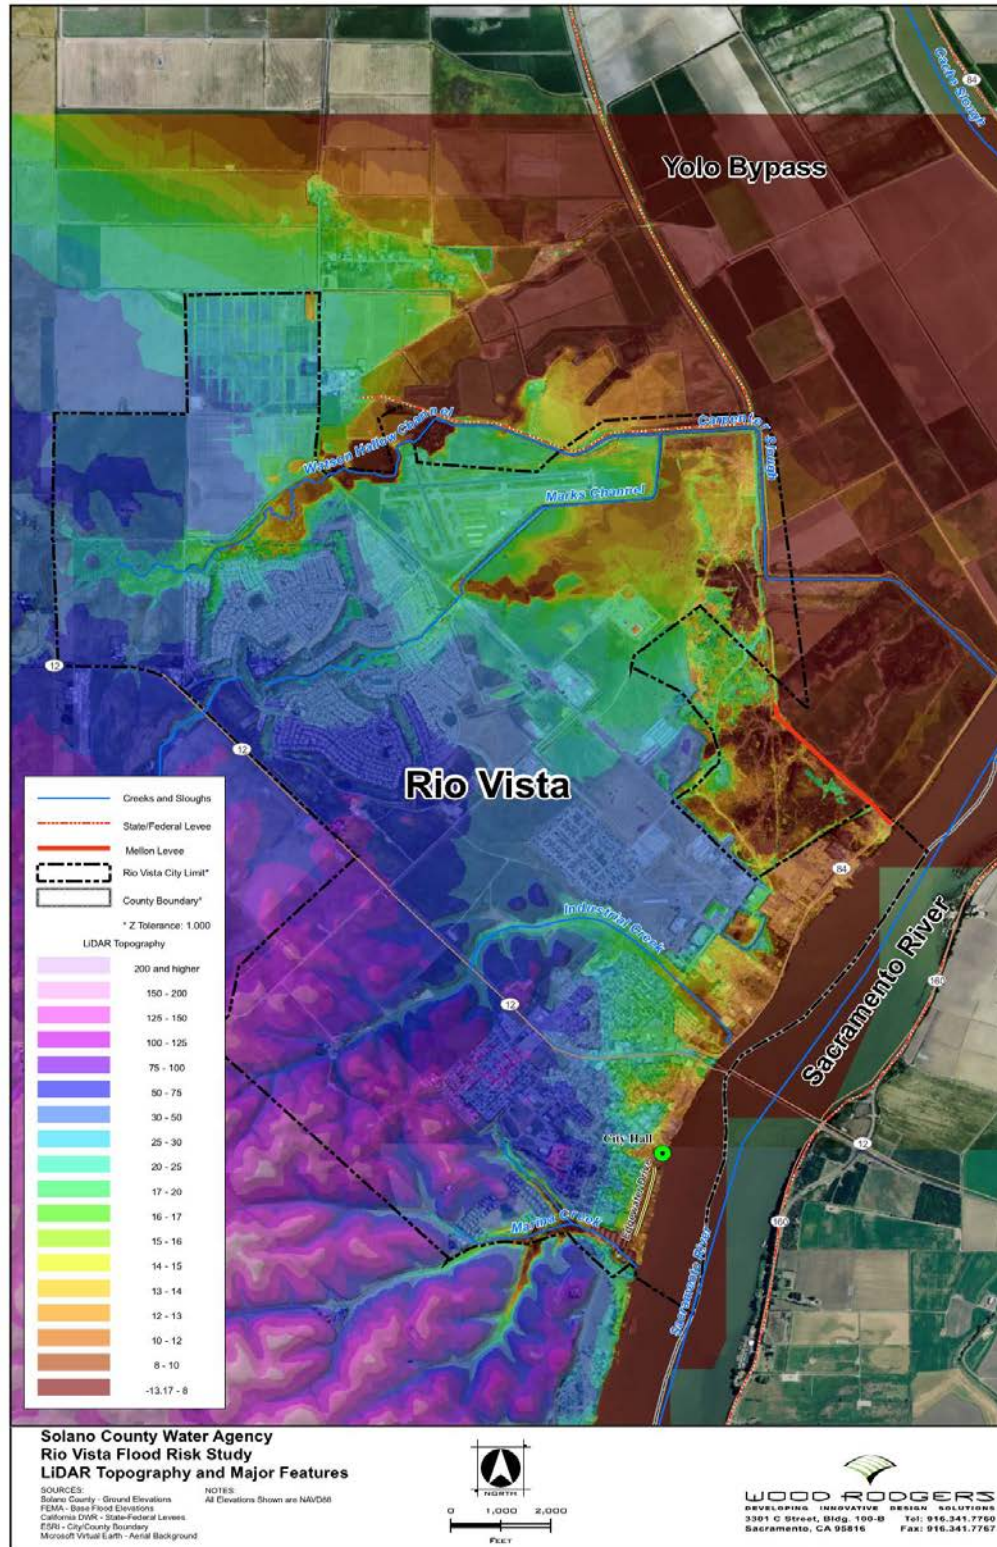 Cache Slough
84
Yolo Bypass
Watson Hallow Channel
Carpenter Slough
Marks Channel
12
12
Rio Vista
Creeks and Sloughs
State/Federal Levee
Mellon Levee
Rio Vista City Limit*
County Boundary*
* Z Tolerance: 1.000
LiDAR Topography
200 and higher
150 - 200
125 - 150
100 - 125
75 - 100
50 - 75
30 - 50
25 - 30
20 - 25
17 - 20
16 - 17
15 - 16
14 - 15
13 - 14
12 - 13
10 - 12
8 - 10
-13.17 - 8
84
Industrial Creek
Sacramento River
160
12
12
City Hall
Marina Creek
160
Sacramento River
Solano County Water Agency
Rio Vista Flood Risk Study
LiDAR Topography and Major Features
SOURCES:
Solano County - Ground Elevations
FEMA - Base Flood Elevations
California DWR - State-Federal Levees
ESRI - City/County Boundary
Microsoft Virtual Earth - Aerial Background
NOTES:
All Elevations Shown are NAVD88
NORTH
0 1,000 2,000
FEET
WOOD RODGERS
DEVELOPING INNOVATIVE DESIGN SOLUTIONS
3301 C Street, Bldg. 100-B Tel: 916.341.7760
Sacramento, CA 95816 Fax: 916.341.7767